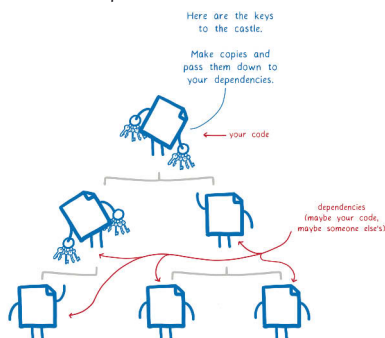 Here are the keys
to the castle.
Make copies and
pass them down to
your dependencies.
your code
dependencies
(maybe your code,
maybe someone else's)